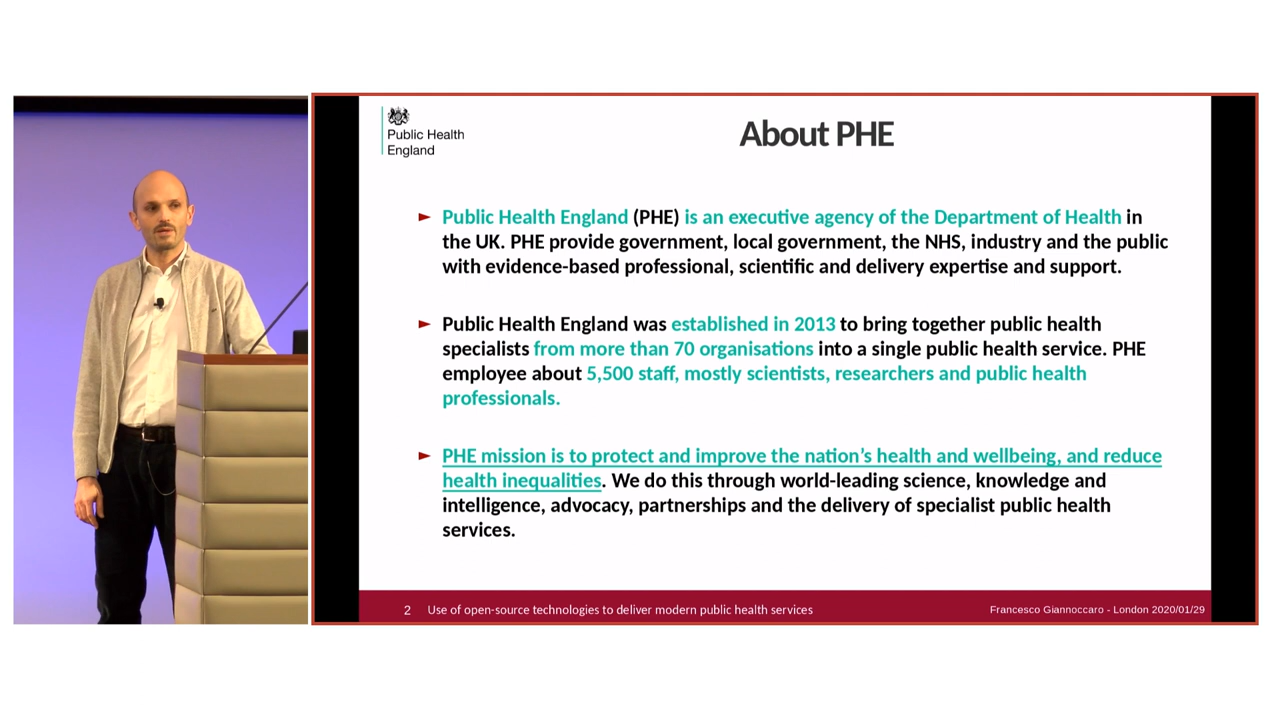 Public Health
England
About PHE
► Public Health England (PHE) is an executive agency of the Department of Health in
the UK. PHE provide government, local government, the NHS, industry and the public
with evidence-based professional, scientific and delivery expertise and support.
► Public Health England was established in 2013 to bring together public health
specialists from more than 70 organisations into a single public health service. PHE
employee about 5,500 staff, mostly scientists, researchers and public health
professionals.
► PHE mission is to protect and improve the nation’s health and wellbeing, and reduce
health inequalities. We do this through world-leading science, knowledge and
intelligence, advocacy, partnerships and the delivery of specialist public health
services.
2 Use of open-source technologies to deliver modern public health services Francesco Giannoccaro - London 2020/01/29